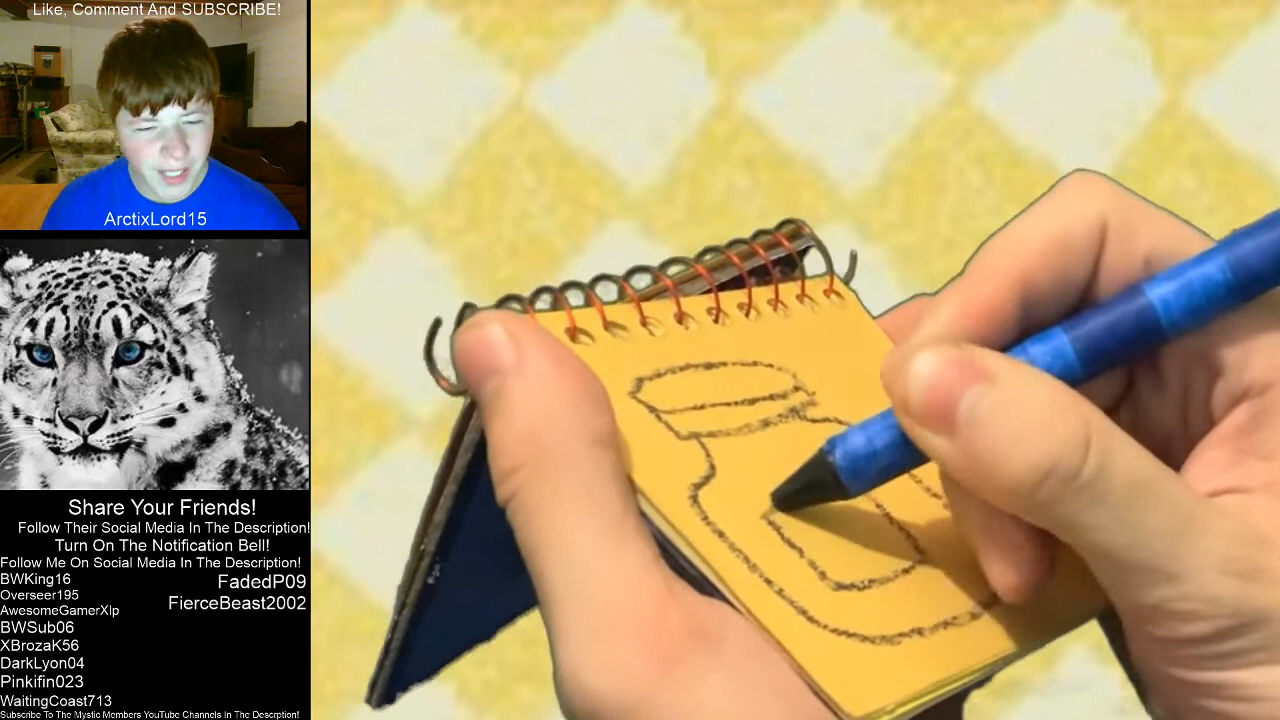 Like, Comment And SUBSCRIBE!
ArctixLord15
Share Your Friends!
Follow Their Social Media In The Description!
Turn On The Notification Bell!
Follow Me On Social Media In The Description!
BWKing16
FadedP09
Overseer195
FierceBeast2002
AwesomeGamerXlp
BWSub06
XBrozaK56
DarkLyon04
Pinkifin023
WaitingCoast713
Subscribe To The Mystic Members YouTube Channels In The Descrption!